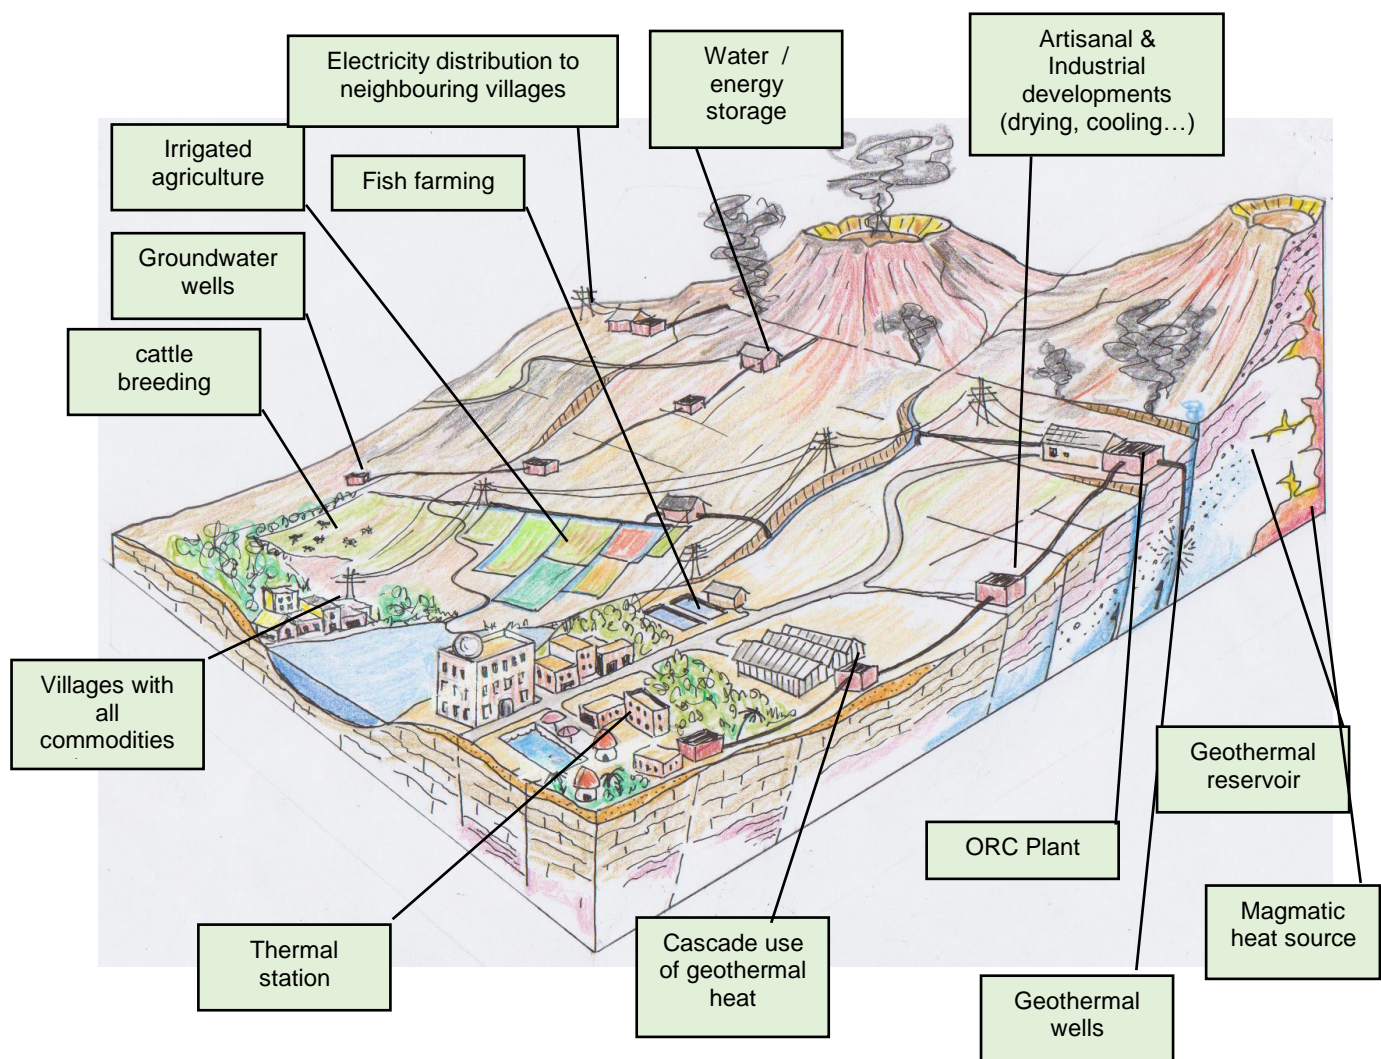 Electricity distribution to
neighbouring villages
Water /
energy
storage
Artisanal &
Industrial
developments
(drying, cooling…)
Irrigated
agriculture
Fish farming
Groundwater
wells
cattle
breeding
Villages with
all
commodities
Geothermal
reservoir
ORC Plant
Magmatic
heat source
Thermal
station
Cascade use
of geothermal
heat
Geothermal
wells